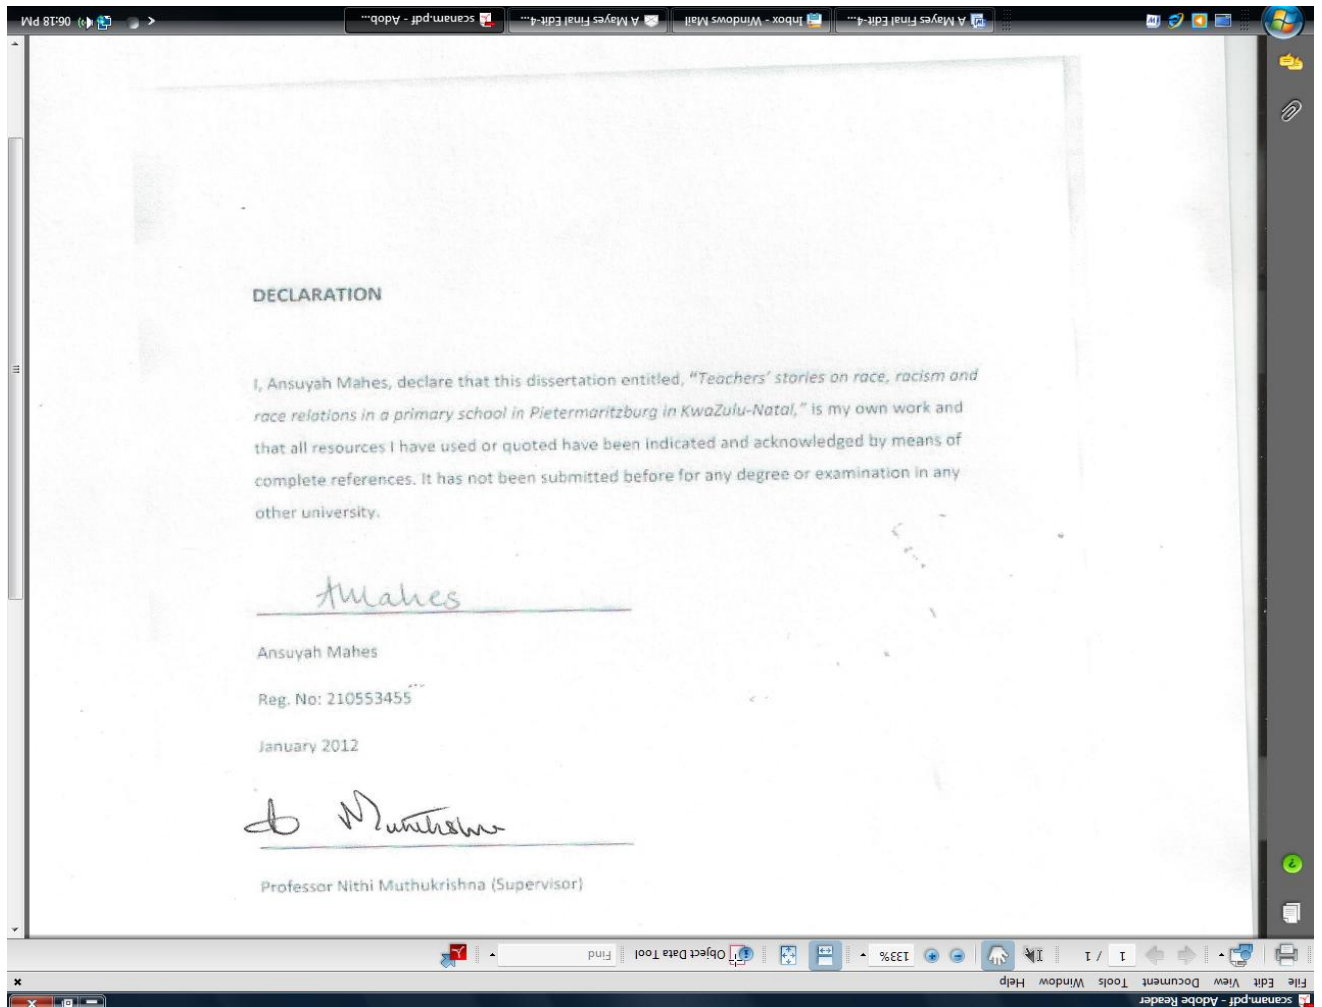 06:18 PM
scanam.pdf - Adob...
A Mayes Final Edit-4-...
Inbox - Windows Mail
A Mayes Final Edit-4-...
DECLARATION
I, Ansuyah Mahes, declare that this dissertation entitled, “Teachers’ stories on race, racism and
race relations in a primary school in Pietermaritzburg in KwaZulu-Natal,” is my own work and
that all resources I have used or quoted have been indicated and acknowledged by means of
complete references. It has not been submitted before for any degree or examination in any
other university.
AMahes
Ansuyah Mahes
Reg. No: 210553455
January 2012
Professor Nithi Muthukrishna (Supervisor)
1 / 1
133%
Object Data Tool
Find
File Edit View Document Tools Window Help
scanam.pdf - Adobe Reader